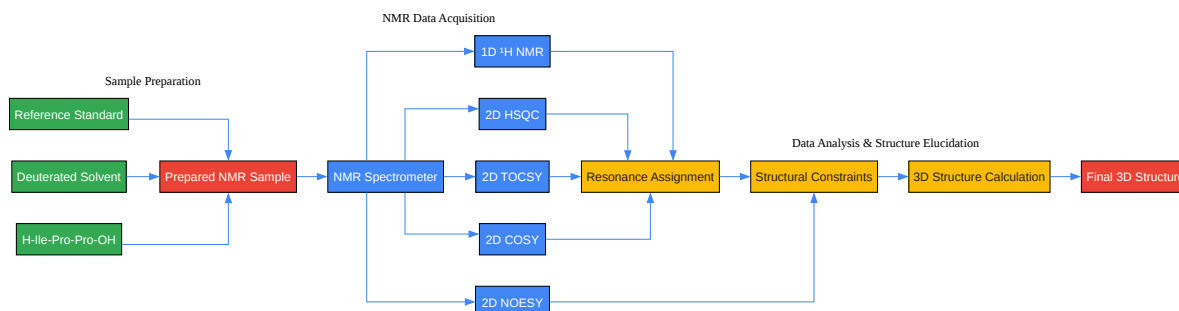 NMR Data Acquisition
1D ¹H NMR
Sample Preparation
Reference Standard
2D HSQC
Data Analysis & Structure Elucidation
Deuterated Solvent
Prepared NMR Sample
NMR Spectrometer
2D TOCSY
Resonance Assignment
Structural Constraints
3D Structure Calculation
Final 3D Structure
H-Ile-Pro-Pro-OH
2D COSY
2D NOESY